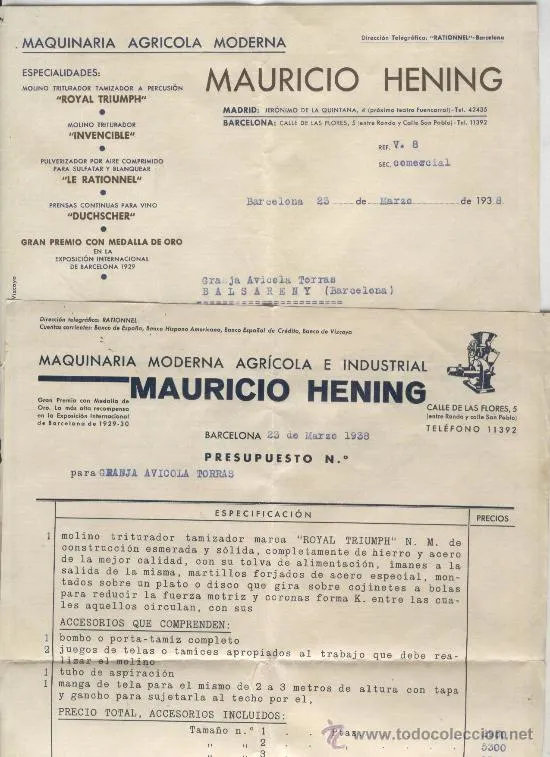 MAQUINARIA AGRICOLA MODERNA
Dirección Telegráfica: "RATIONNEL"-Barcelona
ESPECIALIDADES:
MOLINO TRITURADOR TAMIZADOR A PERCUSIÓN
"ROYAL TRIUMPH"
MOLINO TRITURADOR
"INVENCIBLE"
PULVERIZADOR POR AIRE COMPRIMIDO
PARA SULFATAR Y BLANQUEAR
"LE RATIONNEL"
PRENSAS CONTINUAS PARA VINO
"DUCHSCHER"
GRAN PREMIO CON MEDALLA DE ORO
EN LA
EXPOSICIÓN INTERNACIONAL
DE BARCELONA 1929
Vizcaya
MAURICIO HENING
MADRID: JERÓNIMO DE LA QUINTANA, 4 (próximo teatro Fuencarral)-Tel. 42435
BARCELONA: CALLE DE LAS FLORES, 5 (entre Ronda y Calle San Pablo)-Tel. 11392
REF. V. 8
SEC. comercial
Barcelona 23 de Marzo de 1938
Granja Avicola Torras
BALSARENY (Barcelona)
Dirección telegráfica: RATIONNEL
Cuentas corrientes: Banco de España, Banco Hispano Americano, Banco Español de Crédito, Banco de Vizcaya
MAQUINARIA MODERNA AGRÍCOLA E INDUSTRIAL
MAURICIO HENING
Gran Premio con Medalla de
Oro. La más alta recompensa
en la Exposición Internacional
de Barcelona de 1929-30
CALLE DE LAS FLORES, 5
(entre Ronda y Calle San Pablo)
TELÉFONO 11392
BARCELONA 23 de Marzo 1938
PRESUPUESTO N.º
para GRANJA AVICOLA TORRAS
ESPECIFICACIÓN
PRECIOS
1 molino triturador tamizador marca "ROYAL TRIUMPH" N. M. de
construcción esmerada y sólida, completamente de hierro y acero
de la mejor calidad, con su tolva de alimentación, imanes a la
salida de la misma, martillos forjados de acero especial, mon-
tados sobre un plato o disco que gira sobre cojinetes a bolas
para reducir la fuerza motriz y coronas forma K. entre las cua-
les aquellos circulan, con sus
ACCESORIOS QUE COMPRENDEN:
1 bombo o porta-tamiz completo
2 juegos de telas o tamices apropiados al trabajo que debe rea-
lizar el molino
1 tubo de aspiración
1 manga de tela para el mismo de 2 a 3 metros de altura con tapa
y gancho para sujetarla al techo por el,
PRECIO TOTAL, ACCESORIOS INCLUIDOS:
Tamaño n.º 1 . . Ptas.
" " 2 . . " 5300
" " 3
todocoleccion.net